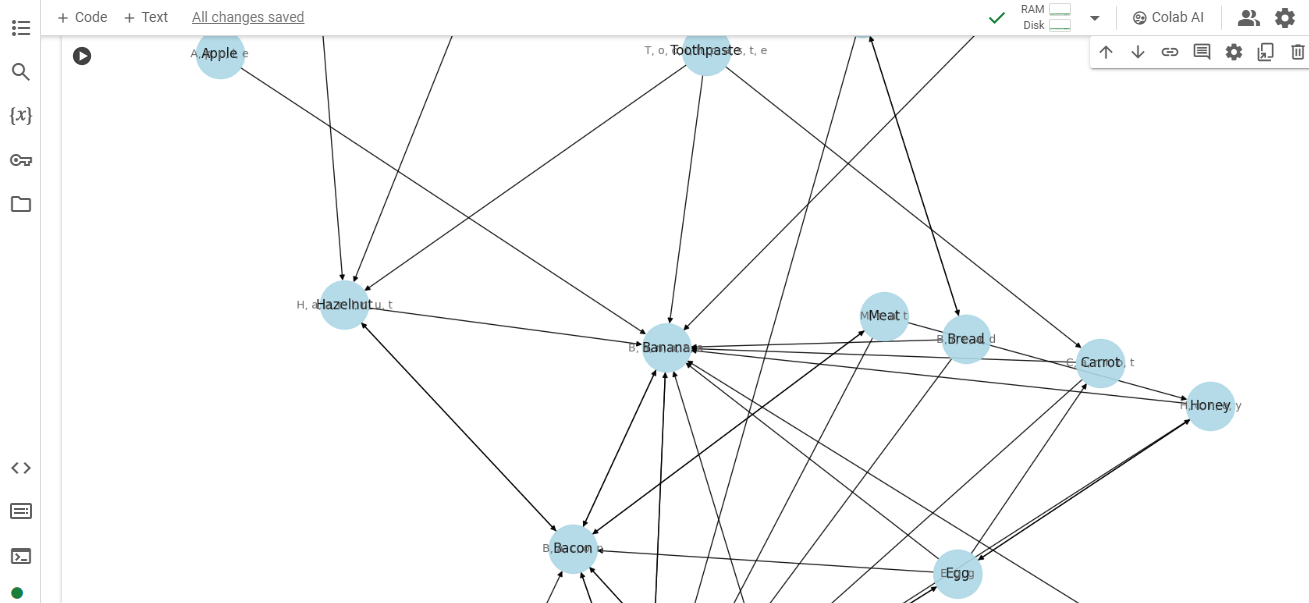 + Code + Text All changes saved
RAM
Disk
Colab AI
{x}
Apple
Toothpaste
Hazelnut
Banana
Meat
Bread
Carrot
Honey
Bacon
Egg